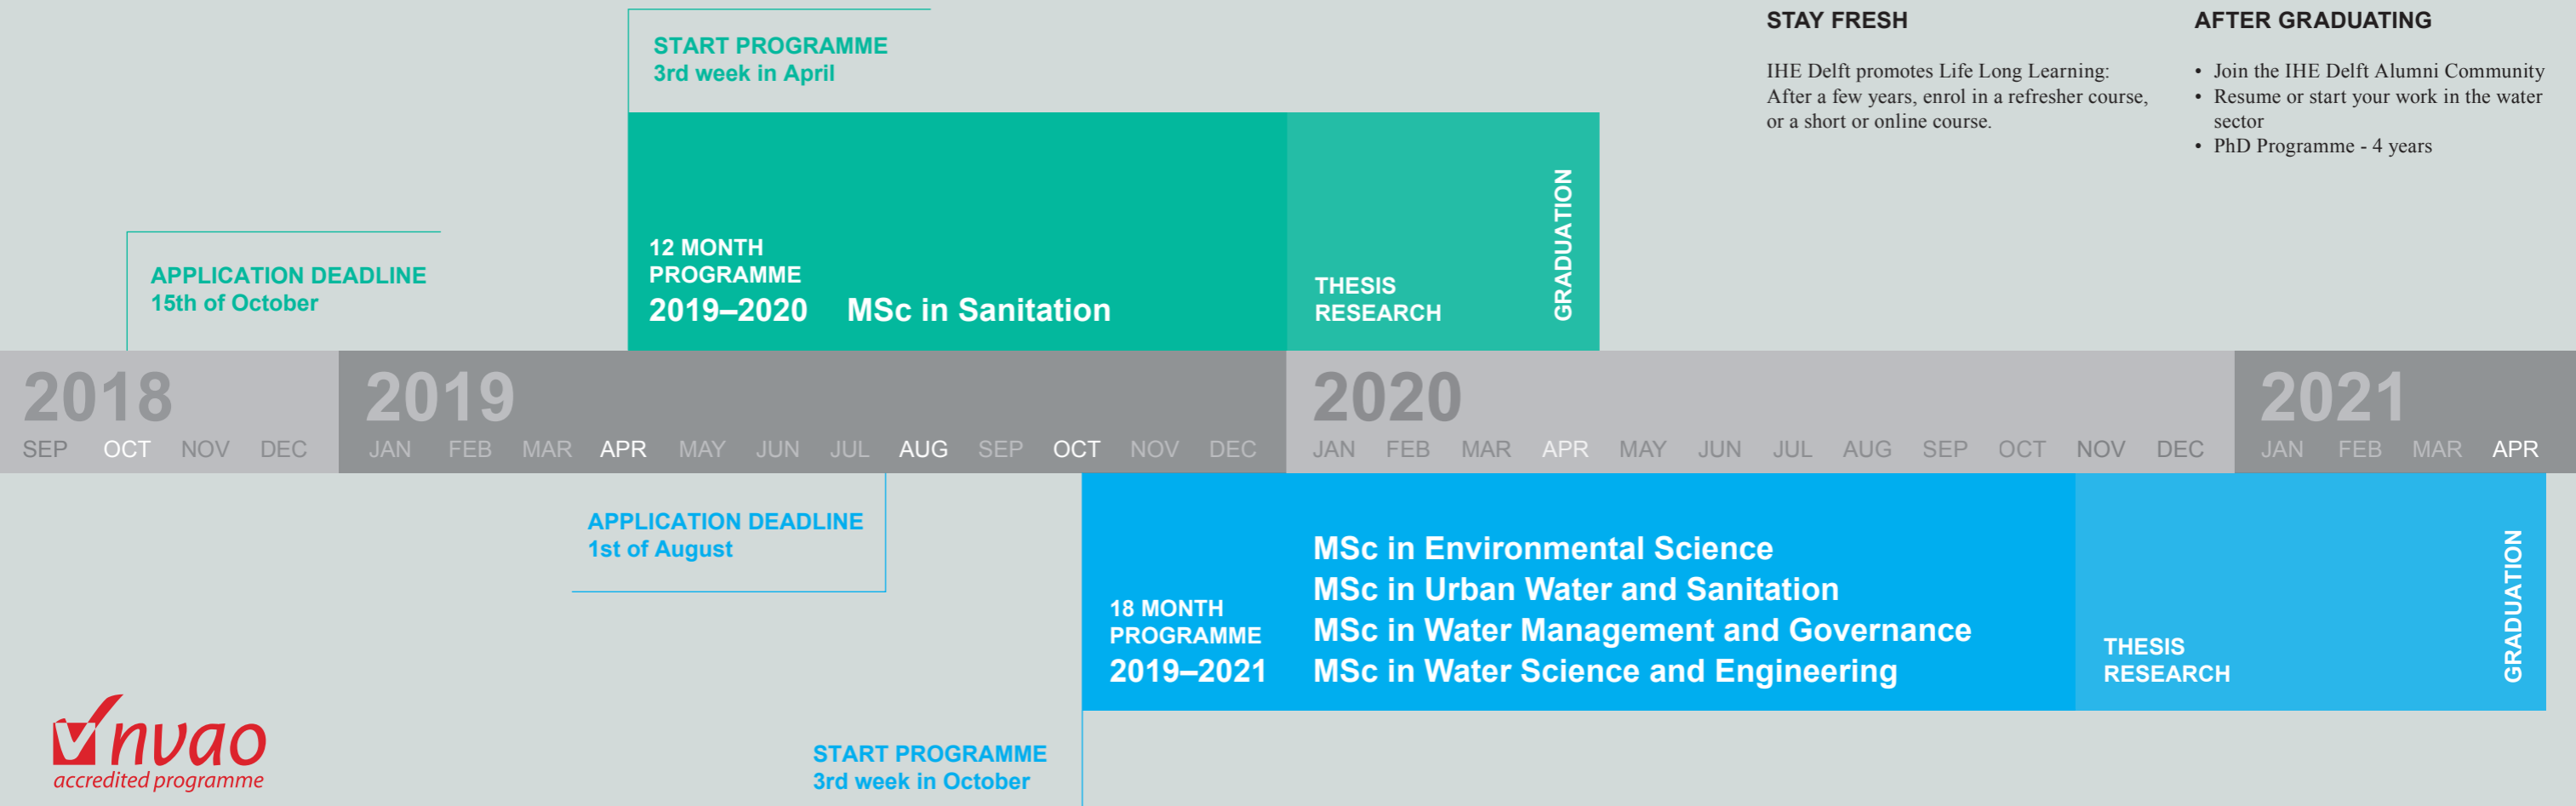 START PROGRAMME
3rd week in April
STAY FRESH
IHE Delft promotes Life Long Learning:
After a few years, enrol in a refresher course,
or a short or online course.
AFTER GRADUATING
• Join the IHE Delft Alumni Community
• Resume or start your work in the water
sector
• PhD Programme - 4 years
APPLICATION DEADLINE
15th of October
12 MONTH
PROGRAMME
2019–2020 MSc in Sanitation
THESIS
RESEARCH
GRADUATION
2018
SEP OCT NOV DEC
2019
JAN FEB MAR APR MAY JUN JUL AUG SEP OCT NOV DEC
2020
JAN FEB MAR APR MAY JUN JUL AUG SEP OCT NOV DEC
2021
JAN FEB MAR APR
APPLICATION DEADLINE
1st of August
18 MONTH
PROGRAMME
2019–2021
MSc in Environmental Science
MSc in Urban Water and Sanitation
MSc in Water Management and Governance
MSc in Water Science and Engineering
THESIS
RESEARCH
GRADUATION
START PROGRAMME
3rd week in October
nvao
accredited programme